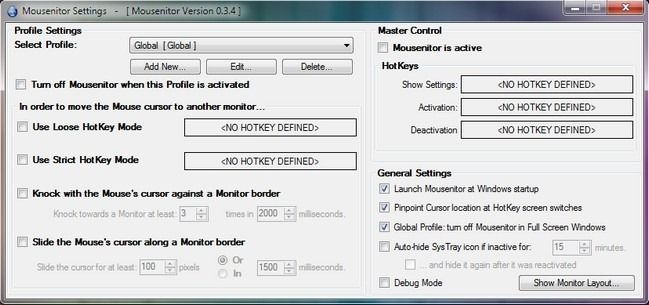 Mousenitor Settings - [ Mousenitor Version 0.3.4 ]
Profile Settings
Select Profile: Global [Global ]
Add New... Edit... Delete...
Turn off Mousenitor when this Profile is activated
In order to move the Mouse cursor to another monitor...
Use Loose HotKey Mode <NO HOTKEY DEFINED>
Use Strict HotKey Mode <NO HOTKEY DEFINED>
Knock with the Mouse's cursor against a Monitor border
Knock towards a Monitor at least: 3 times in 2000 milliseconds.
Slide the Mouse's cursor along a Monitor border
Slide the cursor for at least: 100 pixels Or In 1500 milliseconds.
Master Control
Mousenitor is active
HotKeys
Show Settings: <NO HOTKEY DEFINED>
Activation: <NO HOTKEY DEFINED>
Deactivation <NO HOTKEY DEFINED>
General Settings
Launch Mousenitor at Windows startup
Pinpoint Cursor location at HotKey screen switches
Global Profile: turn off Mousenitor in Full Screen Windows
Auto-hide SysTray icon if inactive for: 15 minutes.
... and hide it again after it was reactivated
Debug Mode Show Monitor Layout...